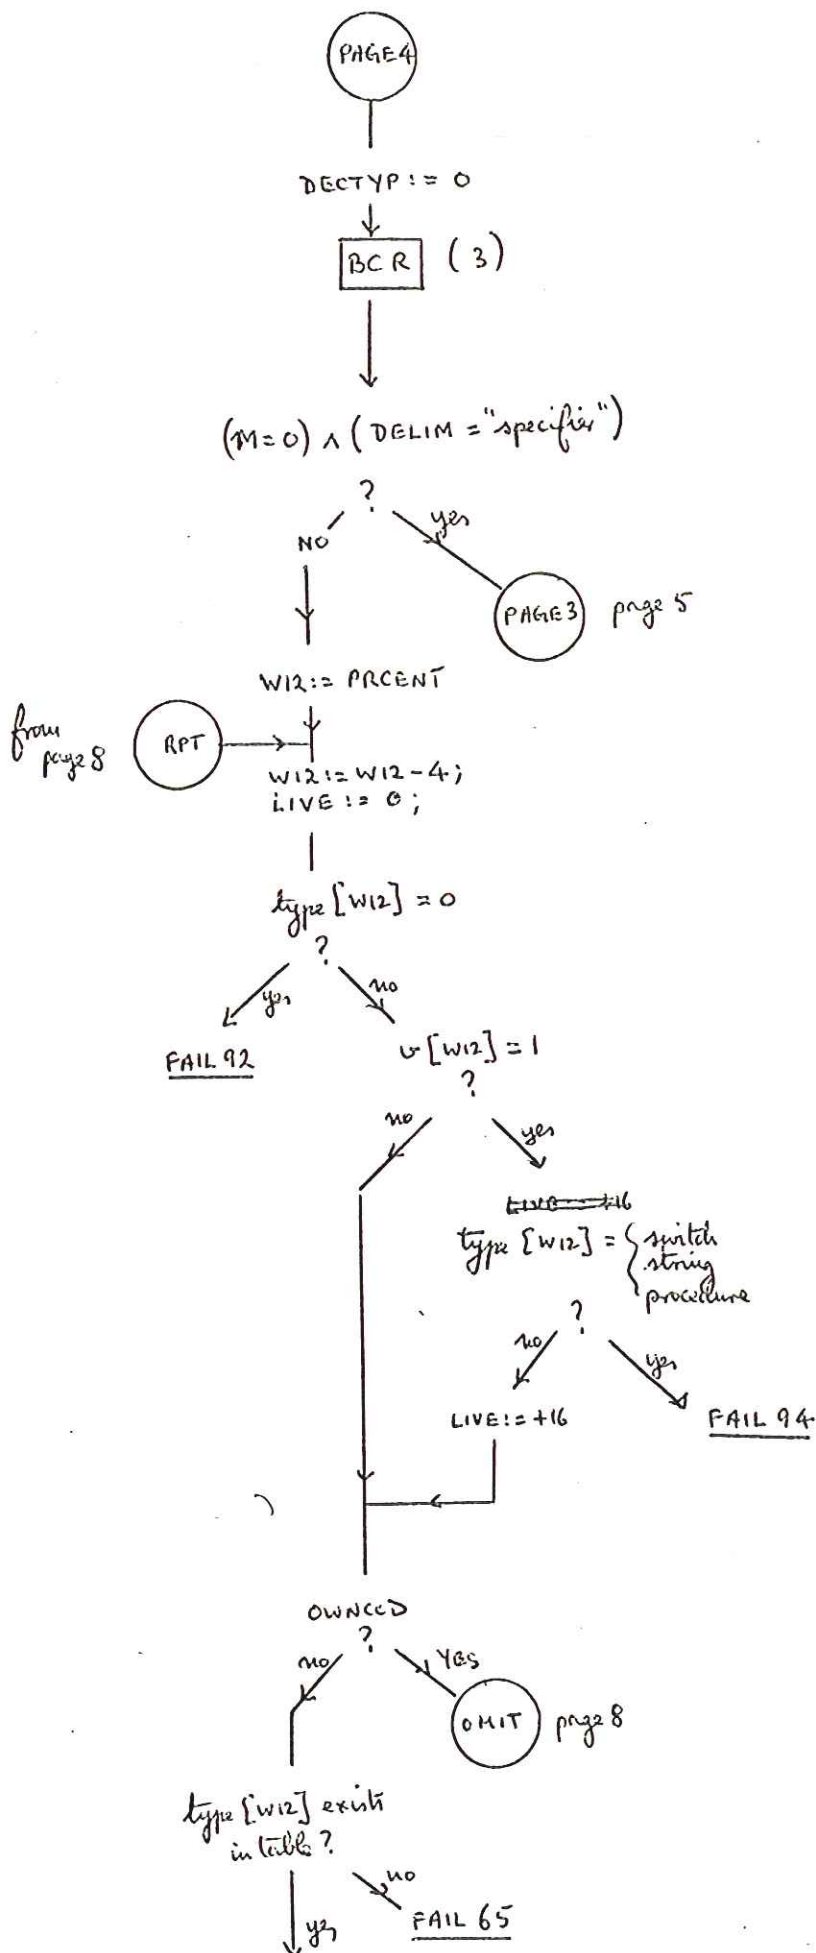 PAGE4
DECTYP := 0
BCR (3)
(M=0) ∧ (DELIM = "specifier")
?
NO yes
PAGE3 page 5
W12 := PRCENT
from page 8 RPT
W12 := W12-4;
LIVE := 0;
type [W12] = 0
?
yes no
FAIL 92
v [W12] = 1
?
no yes
type [W12] = { switch
string
procedure
?
no yes
LIVE := +16
FAIL 94
OWNCOD
?
no YES
OMIT page 8
type [W12] exists
in table ?
no
yes
FAIL 65